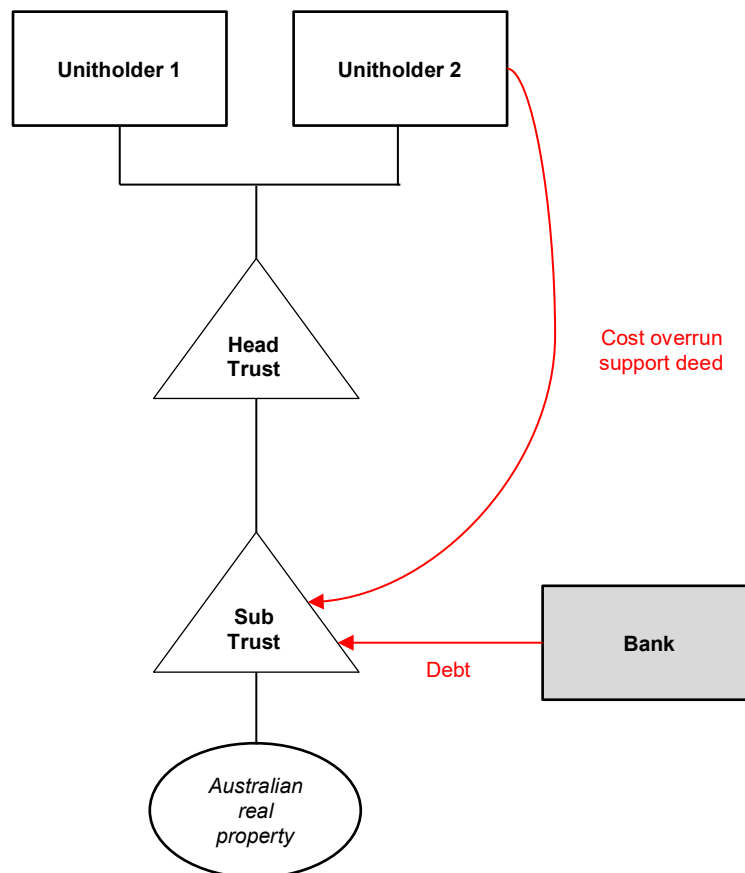 Unitholder 1
Unitholder 2
Head
Trust
Cost overrun
support deed
Sub
Trust
Debt
Bank
Australian
real
property